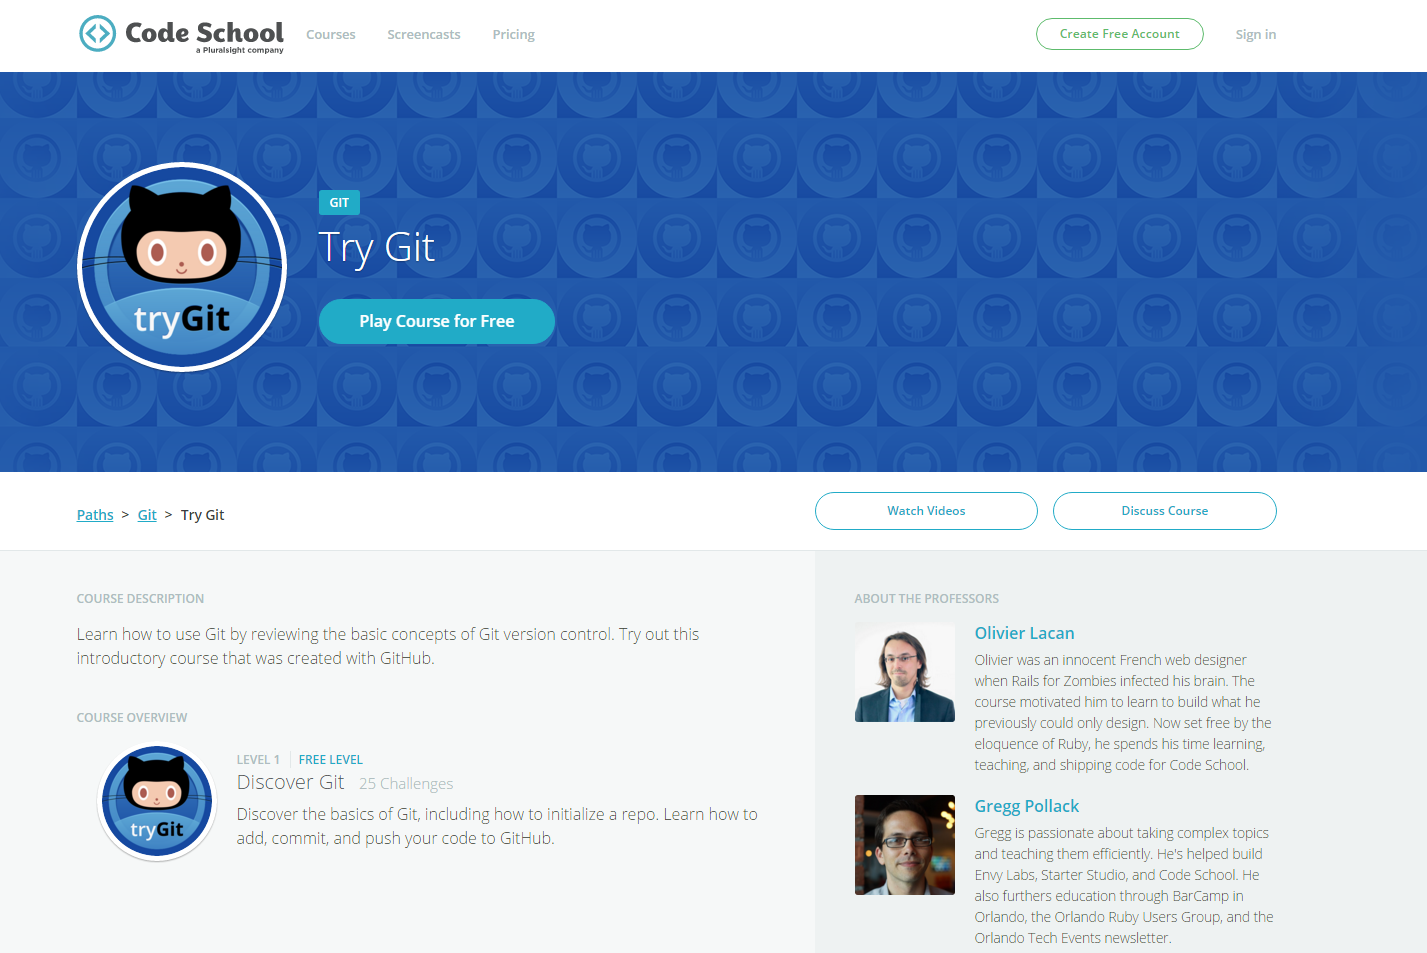 Code School
a Pluralsight company
Courses
Screencasts
Pricing
Create Free Account
Sign in
tryGit
GIT
Try Git
Play Course for Free
Paths > Git > Try Git
Watch Videos
Discuss Course
COURSE DESCRIPTION
Learn how to use Git by reviewing the basic concepts of Git version control. Try out this
introductory course that was created with GitHub.
COURSE OVERVIEW
tryGit
LEVEL 1
FREE LEVEL
Discover Git 25 Challenges
Discover the basics of Git, including how to initialize a repo. Learn how to
add, commit, and push your code to GitHub.
ABOUT THE PROFESSORS
Olivier Lacan
Olivier was an innocent French web designer
when Rails for Zombies infected his brain. The
course motivated him to learn to build what he
previously could only design. Now set free by the
eloquence of Ruby, he spends his time learning,
teaching, and shipping code for Code School.
Gregg Pollack
Gregg is passionate about taking complex topics
and teaching them efficiently. He's helped build
Envy Labs, Starter Studio, and Code School. He
also furthers education through BarCamp in
Orlando, the Orlando Ruby Users Group, and the
Orlando Tech Events newsletter.